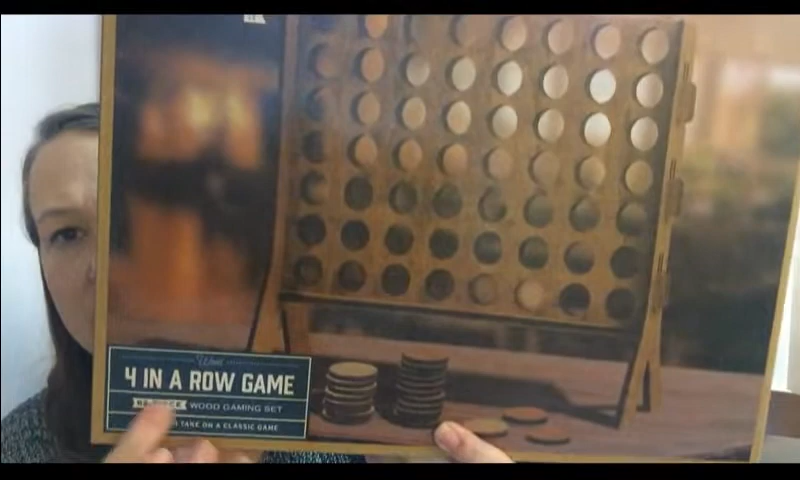 4 IN A ROW GAME
WOOD GAMING SET
TAKE ON A CLASSIC GAME